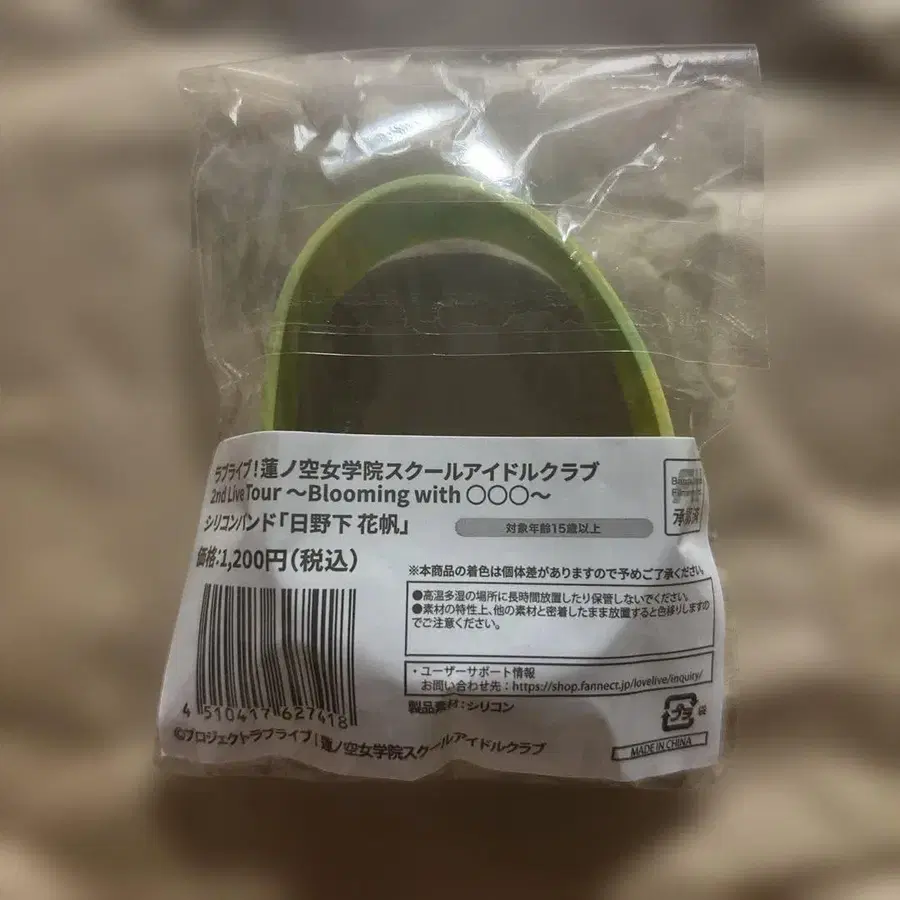 ラブライブ！蓮ノ空女学院スクールアイドルクラブ
2nd Live Tour 〜Blooming with 〇〇〇〜
シリコンバンド「日野下 花帆」
対象年齢15歳以上
価格：1,200円（税込）
※本商品の着色は個体差がありますので予めご了承ください。
●高温多湿の場所に長時間放置したり保管しないでください。
●素材の特性上、他の素材と密着したまま放置すると色移りしますの
でご注意ください。
・ユーザーサポート情報
お問い合わせ先：https://shop.fannect.jp/lovelive/inquiry/
製品素材：シリコン
プラ
袋
MADE IN CHINA
4 510417 627418
©プロジェクトラブライブ！蓮ノ空女学院スクールアイドルクラブ